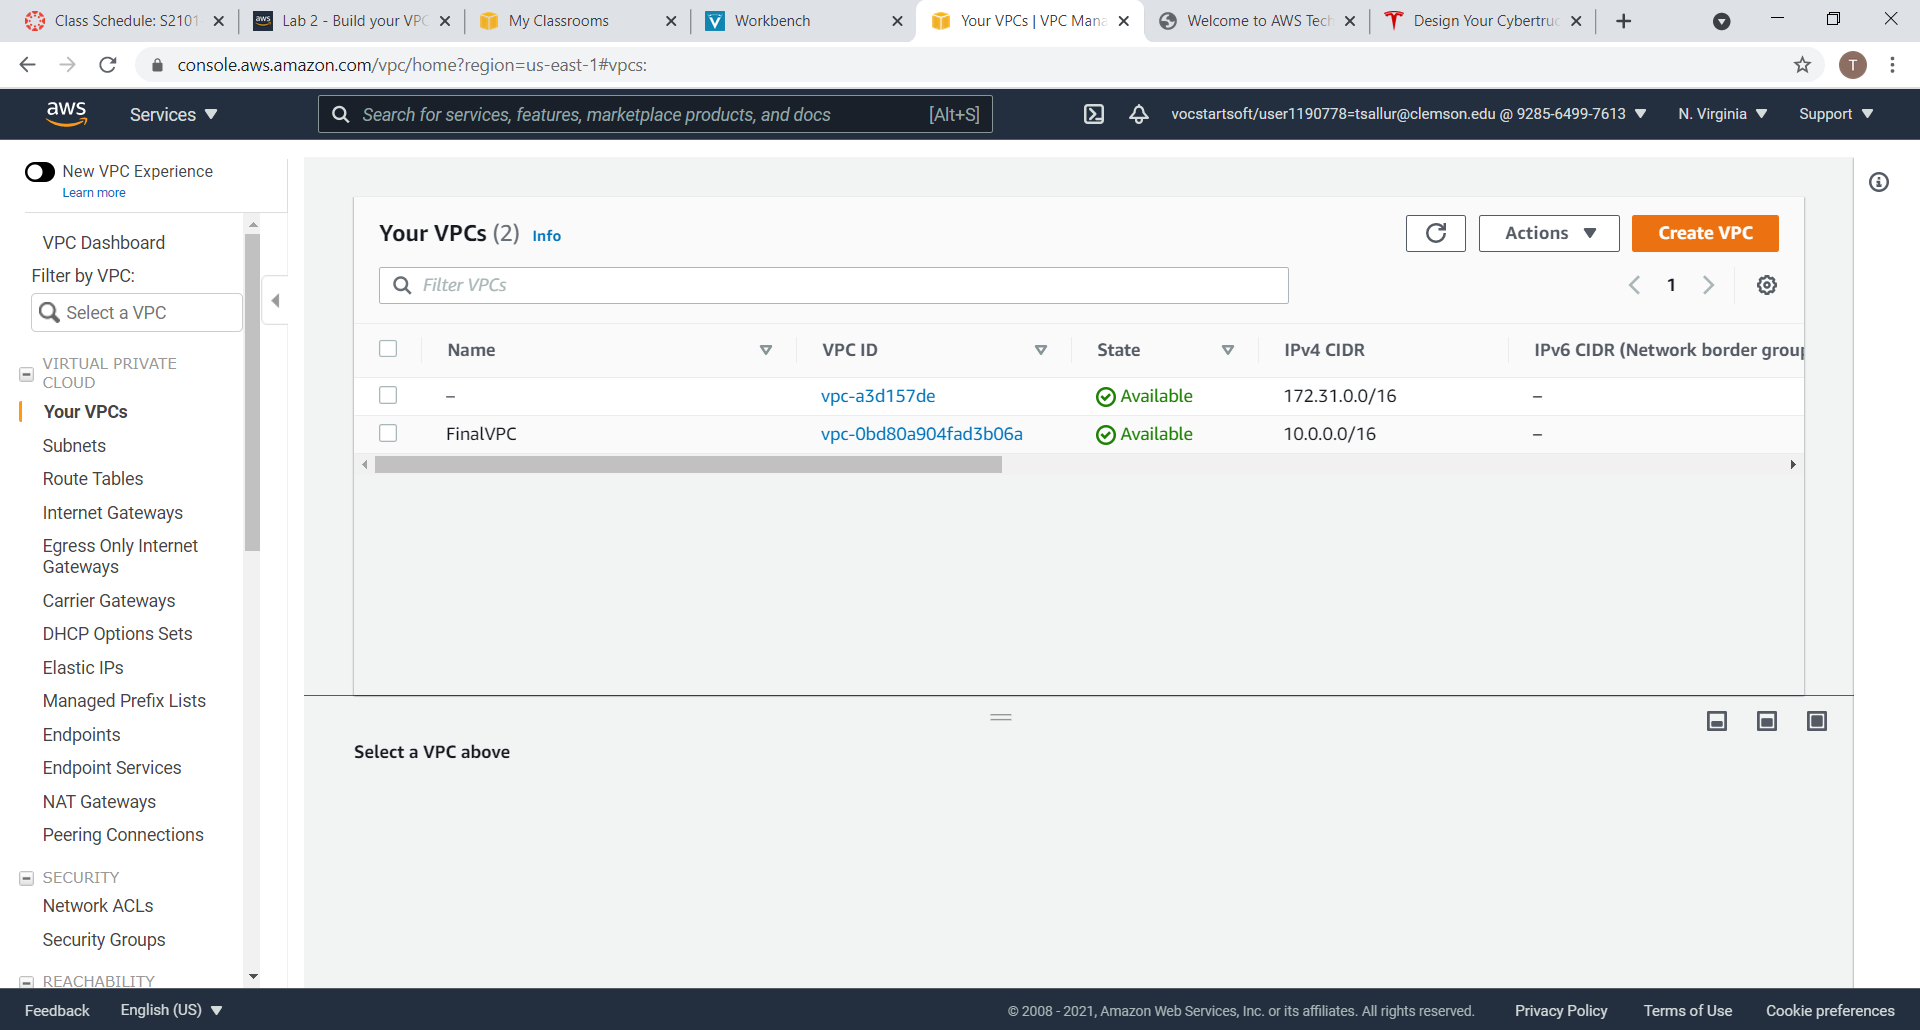 Class Schedule: S2101
Lab 2 - Build your VPC
My Classrooms
Workbench
Your VPCs | VPC Mana
Welcome to AWS Tech
Design Your Cybertruc
console.aws.amazon.com/vpc/home?region=us-east-1#vpcs:
T
aws
Services
Search for services, features, marketplace products, and docs
[Alt+S]
vocstartsoft/user1190778=tsallur@clemson.edu @ 9285-6499-7613
N. Virginia
Support
New VPC Experience
Learn more
VPC Dashboard
Filter by VPC:
Select a VPC
VIRTUAL PRIVATE
CLOUD
Your VPCs
Subnets
Route Tables
Internet Gateways
Egress Only Internet
Gateways
Carrier Gateways
DHCP Options Sets
Elastic IPs
Managed Prefix Lists
Endpoints
Endpoint Services
NAT Gateways
Peering Connections
SECURITY
Network ACLs
Security Groups
REACHABILITY
Your VPCs (2) Info
Actions
Create VPC
Filter VPCs
1
Name VPC ID State IPv4 CIDR IPv6 CIDR (Network border group
– vpc-a3d157de Available 172.31.0.0/16 –
FinalVPC vpc-0bd80a904fad3b06a Available 10.0.0.0/16 –
Select a VPC above
Feedback
English (US)
© 2008 - 2021, Amazon Web Services, Inc. or its affiliates. All rights reserved.
Privacy Policy
Terms of Use
Cookie preferences